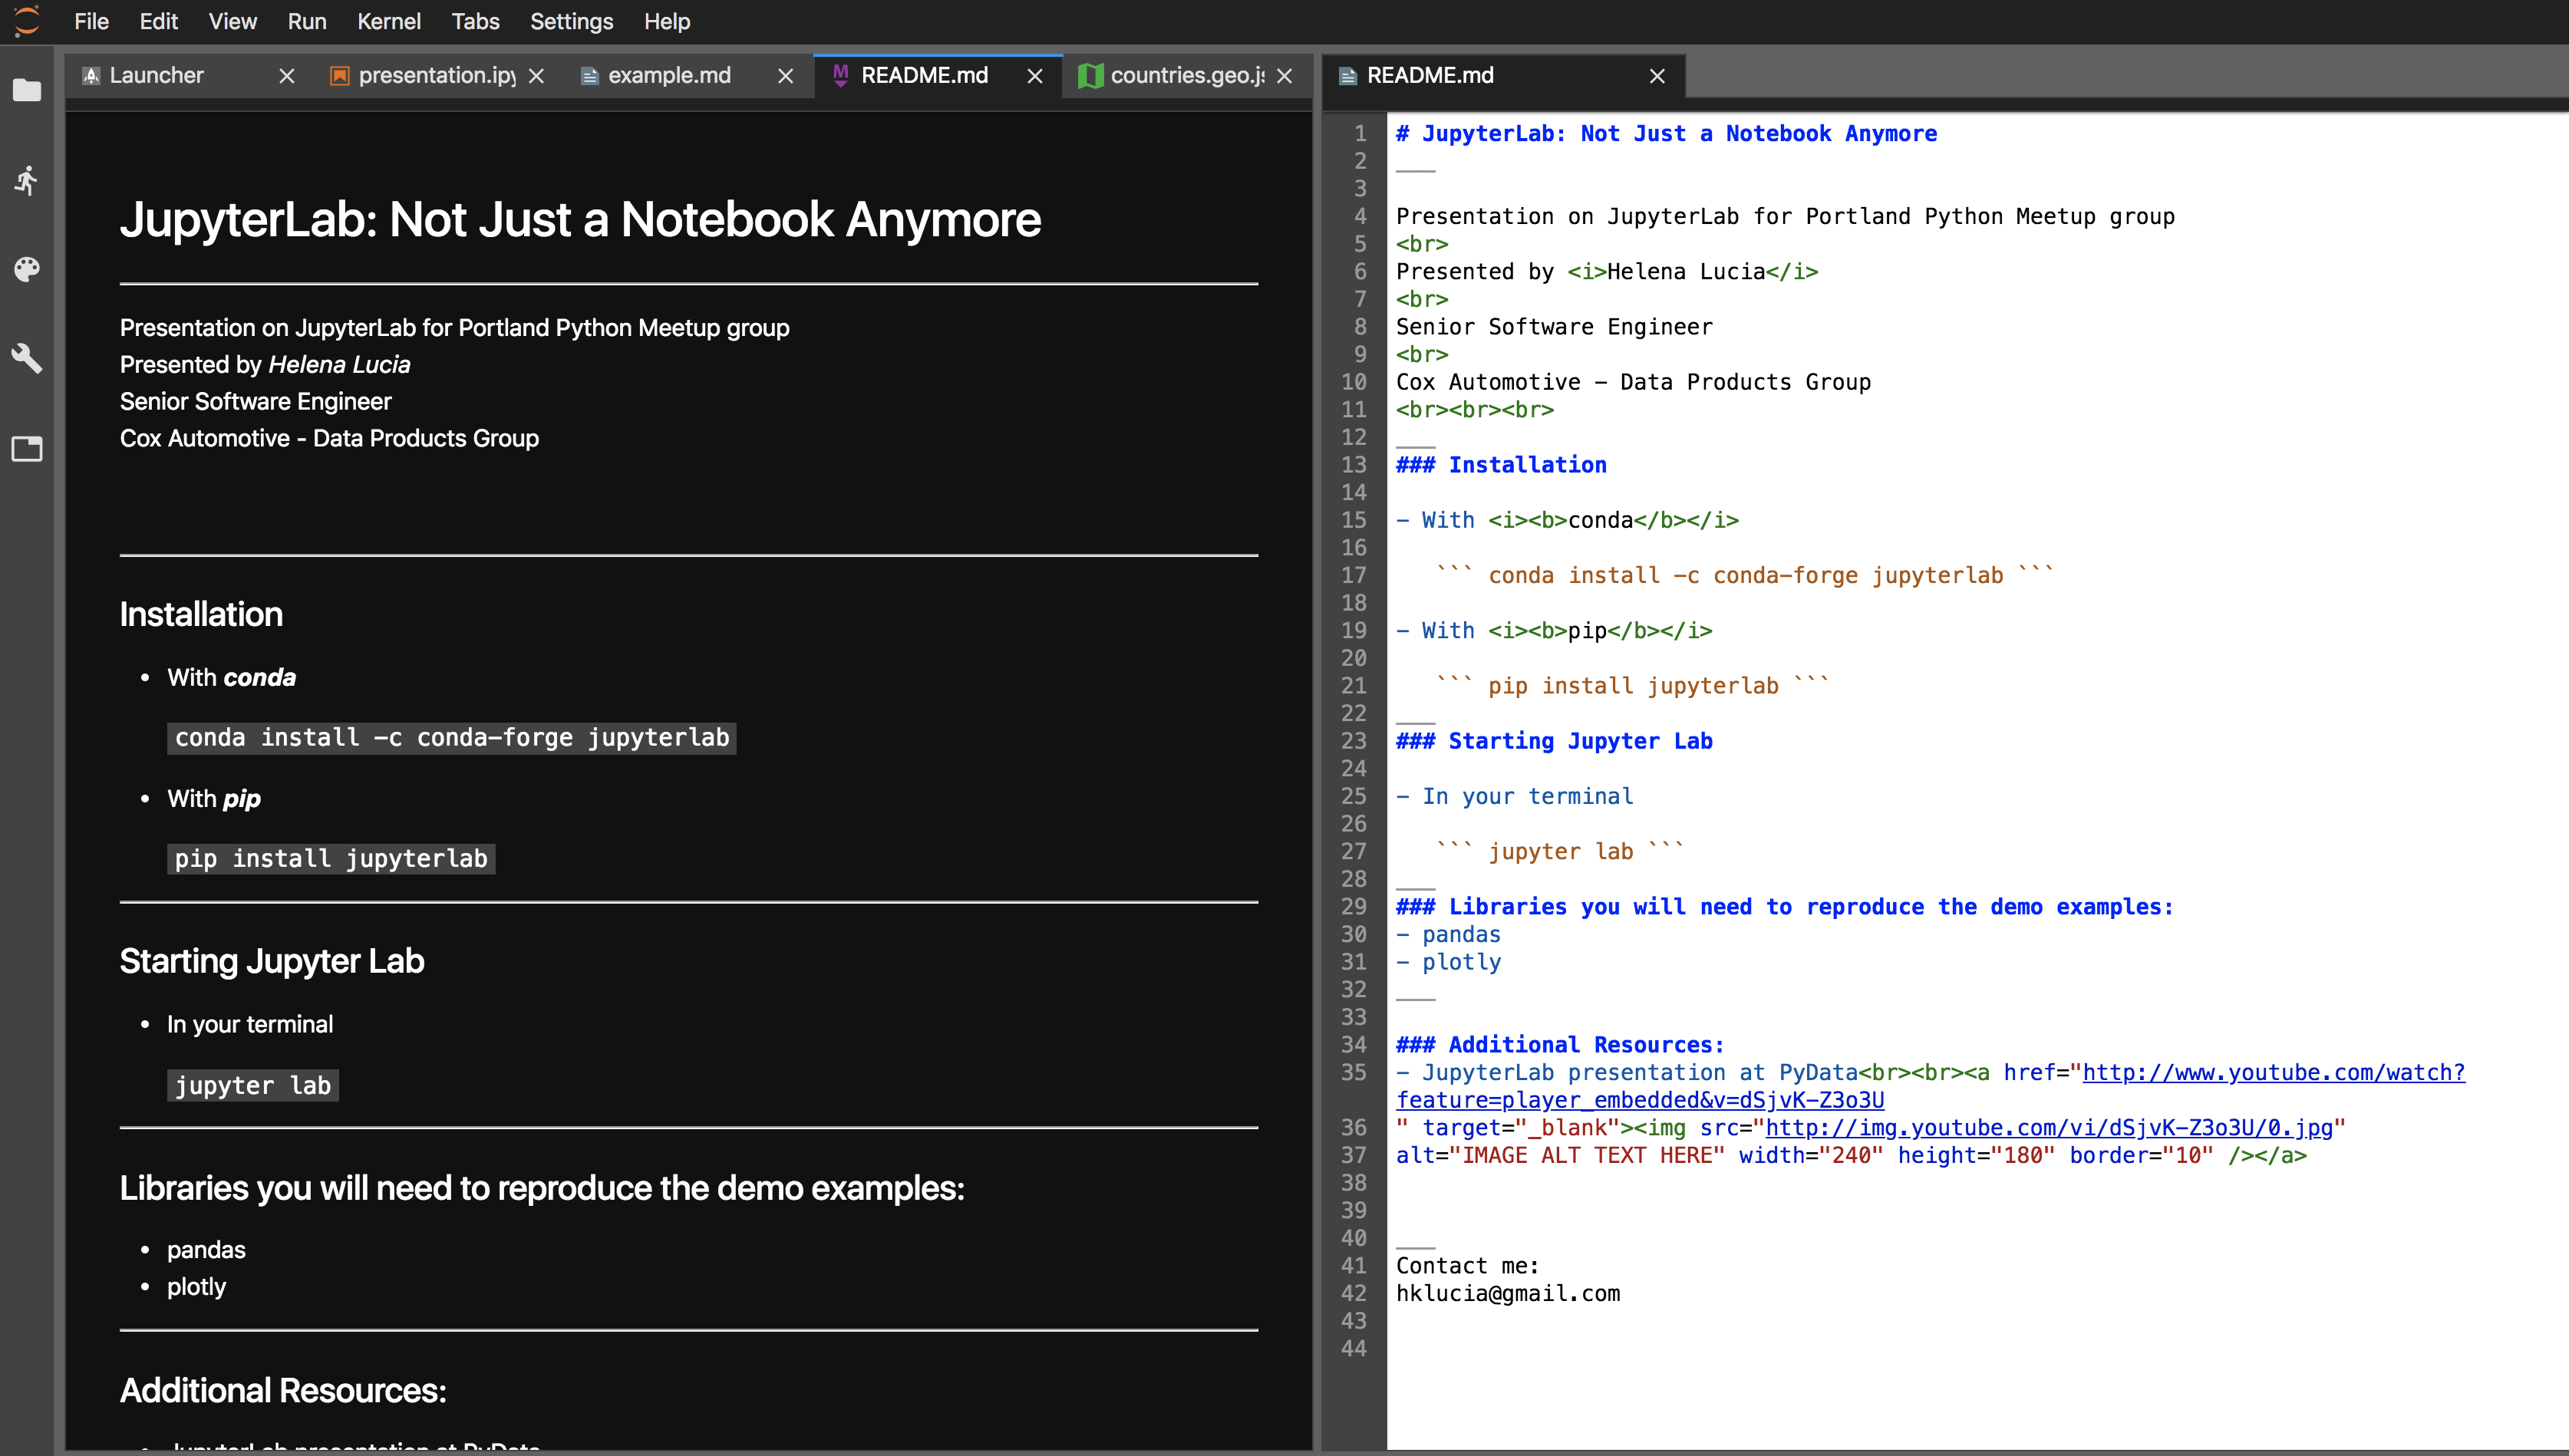 File Edit View Run Kernel Tabs Settings Help
Launcher presentation.ipy example.md README.md countries.geo.js
JupyterLab: Not Just a Notebook Anymore
Presentation on JupyterLab for Portland Python Meetup group
Presented by Helena Lucia
Senior Software Engineer
Cox Automotive - Data Products Group
Installation
• With conda
conda install -c conda-forge jupyterlab
• With pip
pip install jupyterlab
Starting Jupyter Lab
• In your terminal
jupyter lab
Libraries you will need to reproduce the demo examples:
• pandas
• plotly
Additional Resources:
• JupyterLab presentation at PyData
README.md
1 # JupyterLab: Not Just a Notebook Anymore
2 ___
3
4 Presentation on JupyterLab for Portland Python Meetup group
5 <br>
6 Presented by <i>Helena Lucia</i>
7 <br>
8 Senior Software Engineer
9 <br>
10 Cox Automotive - Data Products Group
11 <br><br><br>
12 ___
13 ### Installation
14
15 - With <i><b>conda</b></i>
16
17    ``` conda install -c conda-forge jupyterlab ```
18
19 - With <i><b>pip</b></i>
20
21    ``` pip install jupyterlab ```
22 ___
23 ### Starting Jupyter Lab
24
25 - In your terminal
26
27    ``` jupyter lab ```
28 ___
29 ### Libraries you will need to reproduce the demo examples:
30 - pandas
31 - plotly
32 ___
33
34 ### Additional Resources:
35 - JupyterLab presentation at PyData<br><br><a href="http://www.youtube.com/watch?
feature=player_embedded&v=dSjvK-Z3o3U
36 " target="_blank"><img src="http://img.youtube.com/vi/dSjvK-Z3o3U/0.jpg"
37 alt="IMAGE ALT TEXT HERE" width="240" height="180" border="10" /></a>
38
39
40 ___
41 Contact me:
42 hklucia@gmail.com
43
44